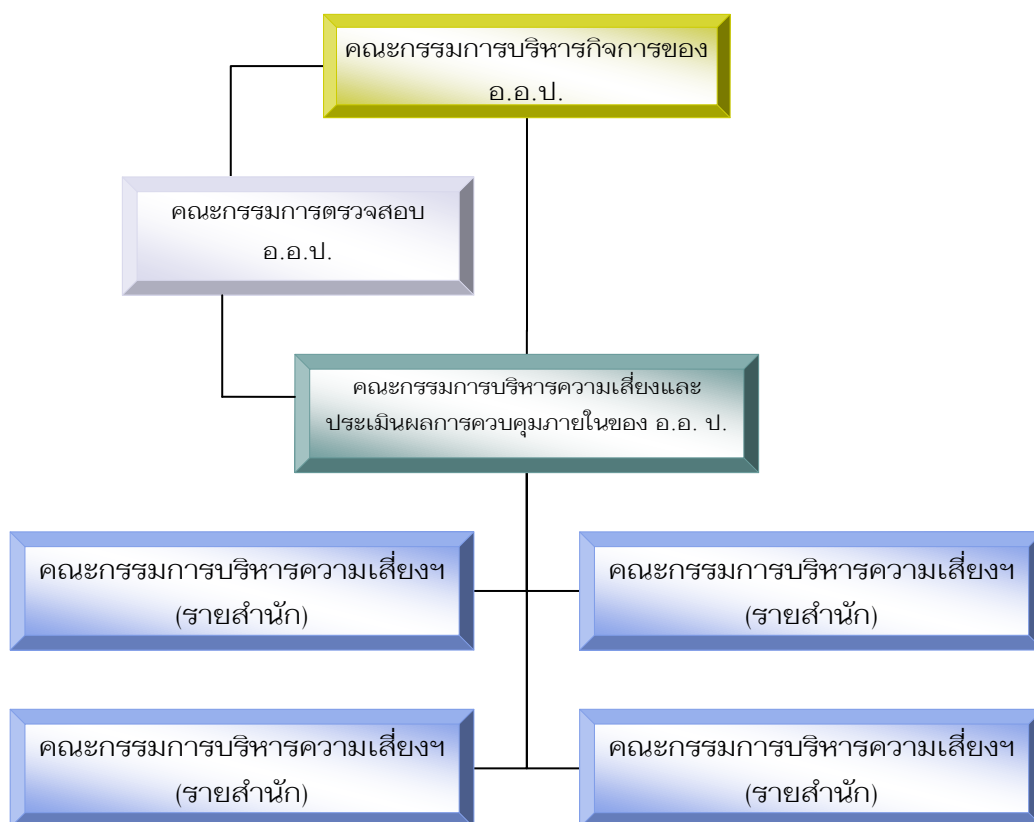 คณะกรรมการบริหารกิจการของ
อ.อ.ป.
คณะกรรมการตรวจสอบ
อ.อ.ป.
คณะกรรมการบริหารความเสี่ยงและ
ประเมินผลการควบคุมภายในของ อ.อ. ป.
คณะกรรมการบริหารความเสี่ยงฯ
(รายสำนัก)
คณะกรรมการบริหารความเสี่ยงฯ
(รายสำนัก)
คณะกรรมการบริหารความเสี่ยงฯ
(รายสำนัก)
คณะกรรมการบริหารความเสี่ยงฯ
(รายสำนัก)